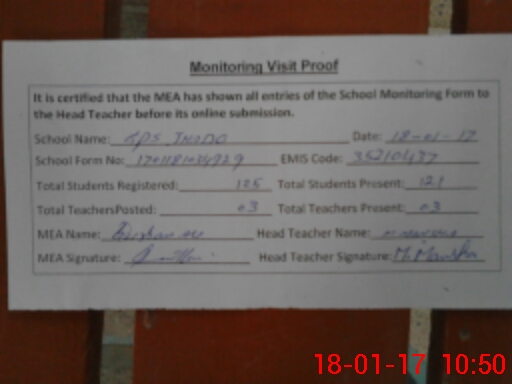 Monitoring Visit Proof
It is certified that the MEA has shown all entries of the School Monitoring Form to
the Head Teacher before its online submission.
School Name: GPS Date: 18-01-17
School Form No: EMIS Code: 35210437
Total Students Registered: 125 Total Students Present: 121
Total TeachersPosted: 03 Total Teachers Present: 03
MEA Name: Head Teacher Name:
MEA Signature: Head Teacher Signature: M. Mansha
18-01-17 10:50